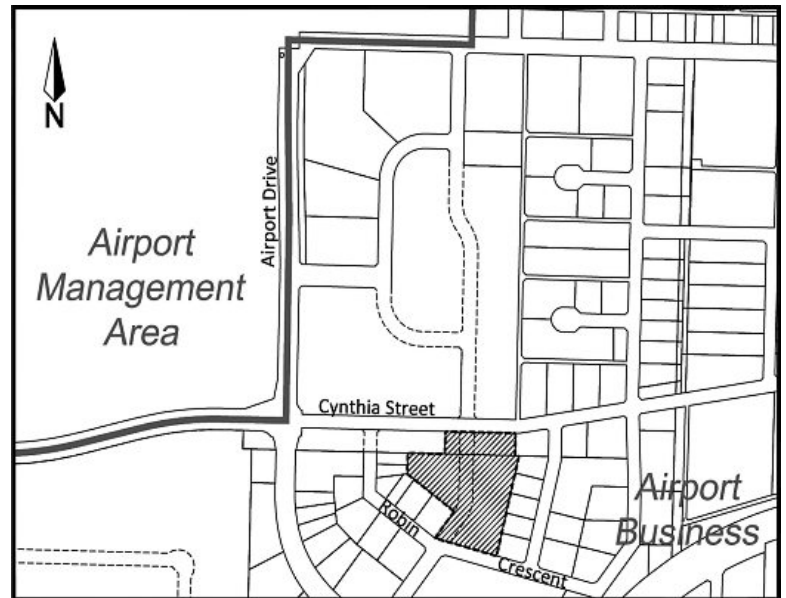 N
Airport Drive
Airport
Management
Area
Cynthia Street
Robin
Crescent
Airport
Business